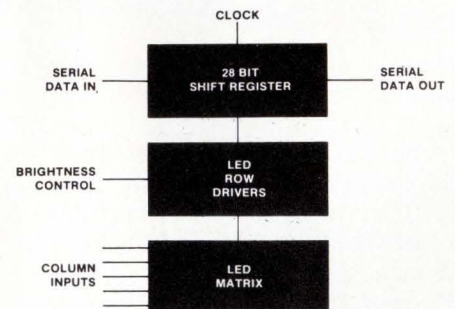 CLOCK
SERIAL
DATA IN
28 BIT
SHIFT REGISTER
SERIAL
DATA OUT
BRIGHTNESS
CONTROL
LED
ROW
DRIVERS
COLUMN
INPUTS
LED
MATRIX